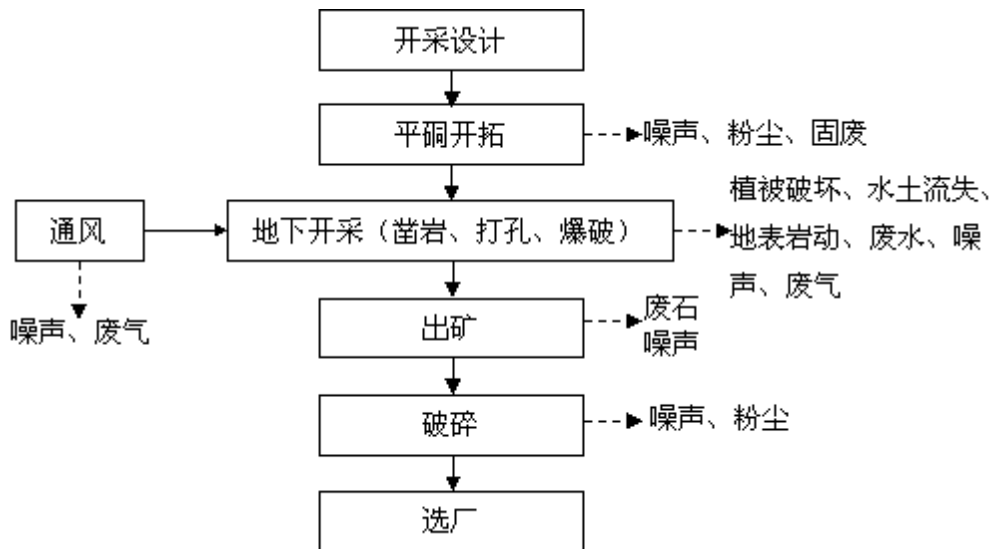 开采设计
平硐开拓
噪声、粉尘、固废
植被破坏、水土流失、
通风
地下开采（凿岩、打孔、爆破）
地表岩动、废水、噪
声、废气
噪声、废气
出矿
废石
噪声
破碎
噪声、粉尘
选厂